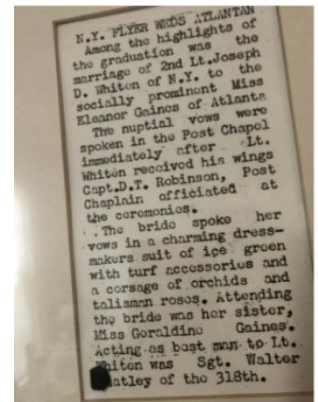 N.Y. FLYER WEDS ATLANTAN
Among the highlights of
the graduation was the
marriage of 2nd Lt.Joseph
D. Whiten of N.Y. to the
socially prominent Miss
Eleanor Gaines of Atlanta
The nuptial vows were
spoken in the Post Chapel
immediately after Lt.
Whiten received his wings
Capt.D.T. Robinson, Post
Chaplain officiated at
the ceremonies.
The bride spoke her
vows in a charming dress-
makers suit of ice green
with turf accessories and
a corsage of orchids and
talisman roses. Attending
the bride was her sister,
Miss Geraldine Gaines.
Acting as best man to Lt.
Whiten was Sgt. Walter
of the 318th.